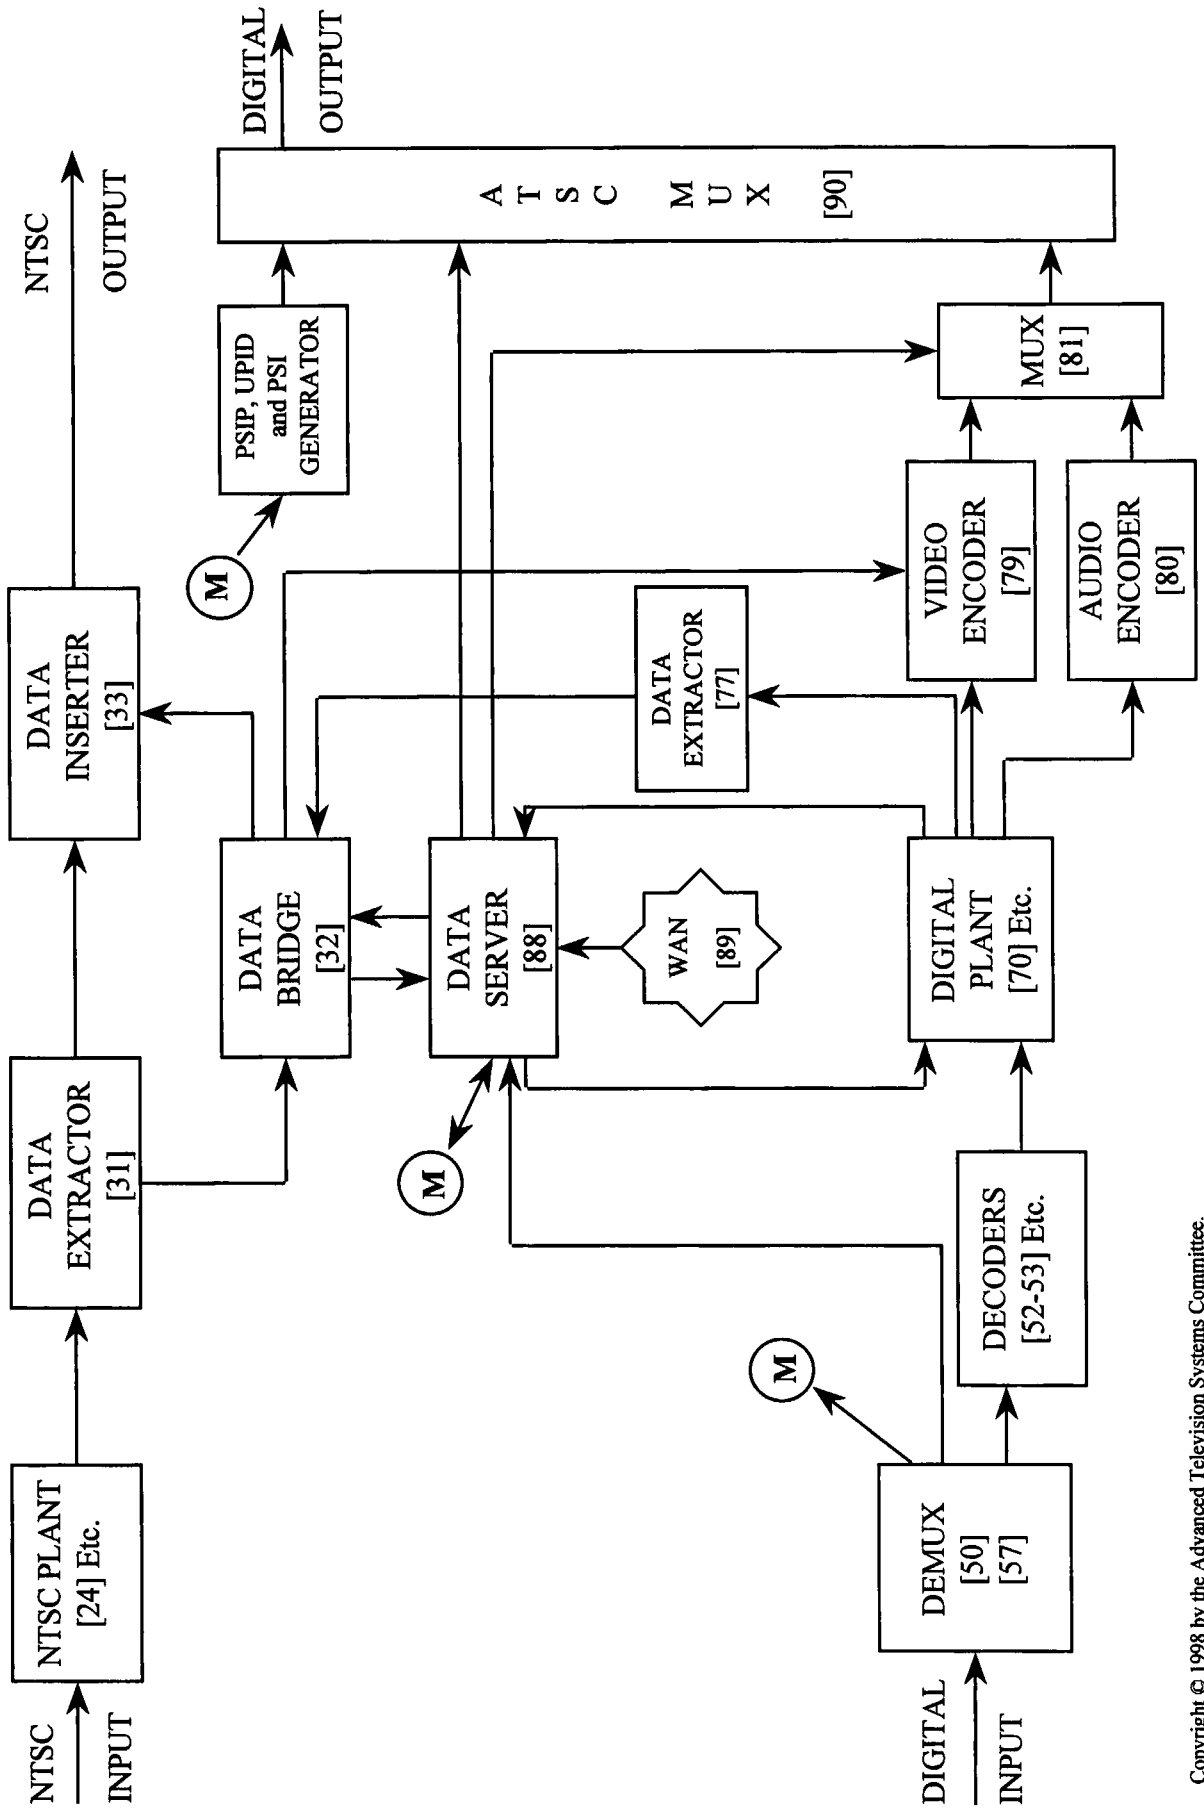 NTSC
INPUT
NTSC PLANT
[24] Etc.
DATA
EXTRACTOR
[31]
DATA
INSERTER
[33]
NTSC
OUTPUT
DATA
BRIDGE
[32]
M
PSIP, UPID
and PSI
GENERATOR
DIGITAL
OUTPUT
M
DATA
SERVER
[88]
WAN
[89]
DATA
EXTRACTOR
[77]
A
T
S
C
M
U
X
[90]
DIGITAL
INPUT
DEMUX
[50]
[57]
M
DECODERS
[52-53] Etc.
DIGITAL
PLANT
[70] Etc.
VIDEO
ENCODER
[79]
AUDIO
ENCODER
[80]
MUX
[81]
Copyright © 1998 by the Advanced Television Systems Committee.